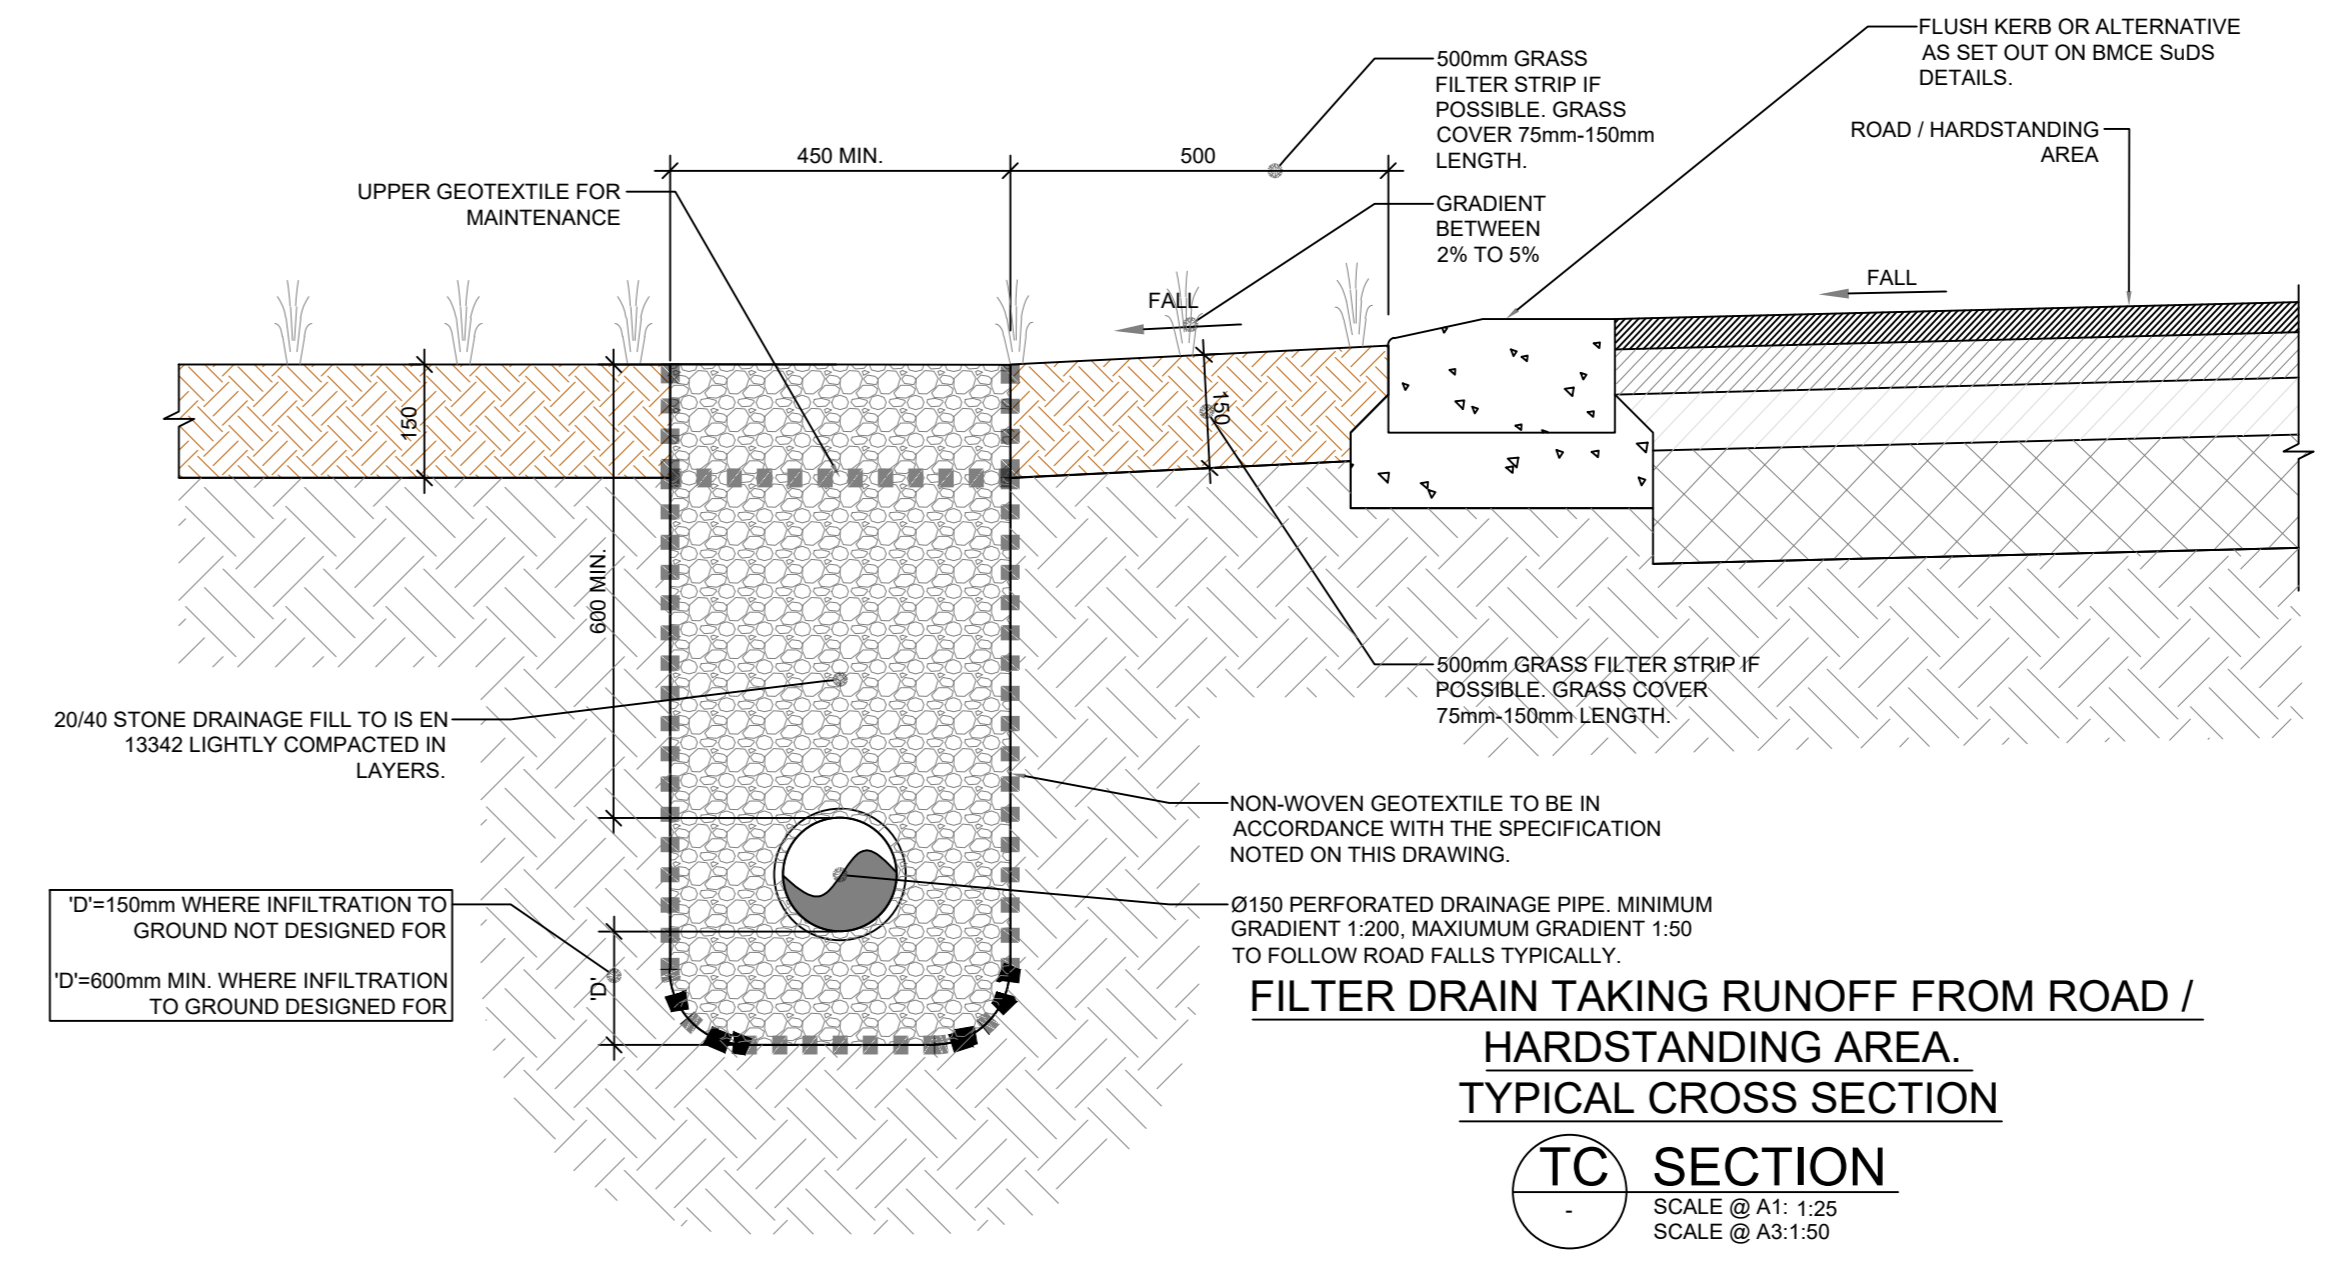 FLUSH KERB OR ALTERNATIVE
AS SET OUT ON BMCE SuDS
DETAILS.
500mm GRASS
FILTER STRIP IF
POSSIBLE. GRASS
COVER 75mm-150mm
LENGTH.
ROAD / HARDSTANDING
AREA
450 MIN.
500
UPPER GEOTEXTILE FOR
MAINTENANCE
GRADIENT
BETWEEN
2% TO 5%
FALL
FALL
150
150
600 MIN.
500mm GRASS FILTER STRIP IF
POSSIBLE. GRASS COVER
75mm-150mm LENGTH.
20/40 STONE DRAINAGE FILL TO IS EN
13342 LIGHTLY COMPACTED IN
LAYERS.
NON-WOVEN GEOTEXTILE TO BE IN
ACCORDANCE WITH THE SPECIFICATION
NOTED ON THIS DRAWING.
'D'=150mm WHERE INFILTRATION TO
GROUND NOT DESIGNED FOR
'D'=600mm MIN. WHERE INFILTRATION
TO GROUND DESIGNED FOR
'D'
Ø150 PERFORATED DRAINAGE PIPE. MINIMUM
GRADIENT 1:200, MAXIUMUM GRADIENT 1:50
TO FOLLOW ROAD FALLS TYPICALLY.
FILTER DRAIN TAKING RUNOFF FROM ROAD /
HARDSTANDING AREA.
TYPICAL CROSS SECTION
TC SECTION
-
SCALE @ A1: 1:25
SCALE @ A3:1:50